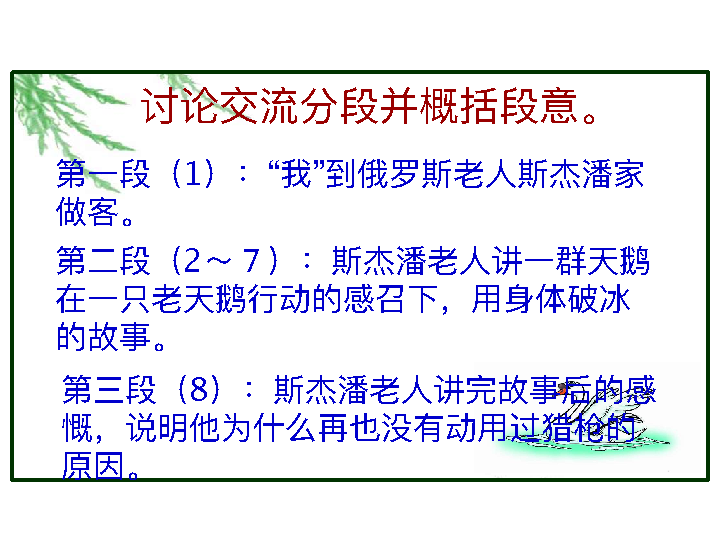 讨论交流分段并概括段意。
第一段（1）：“我”到俄罗斯老人斯杰潘家
做客。
第二段（2～７）：斯杰潘老人讲一群天鹅
在一只老天鹅行动的感召下，用身体破冰
的故事。
第三段（8）：斯杰潘老人讲完故事后的感
慨，说明他为什么再也没有动用过猎枪的
原因。